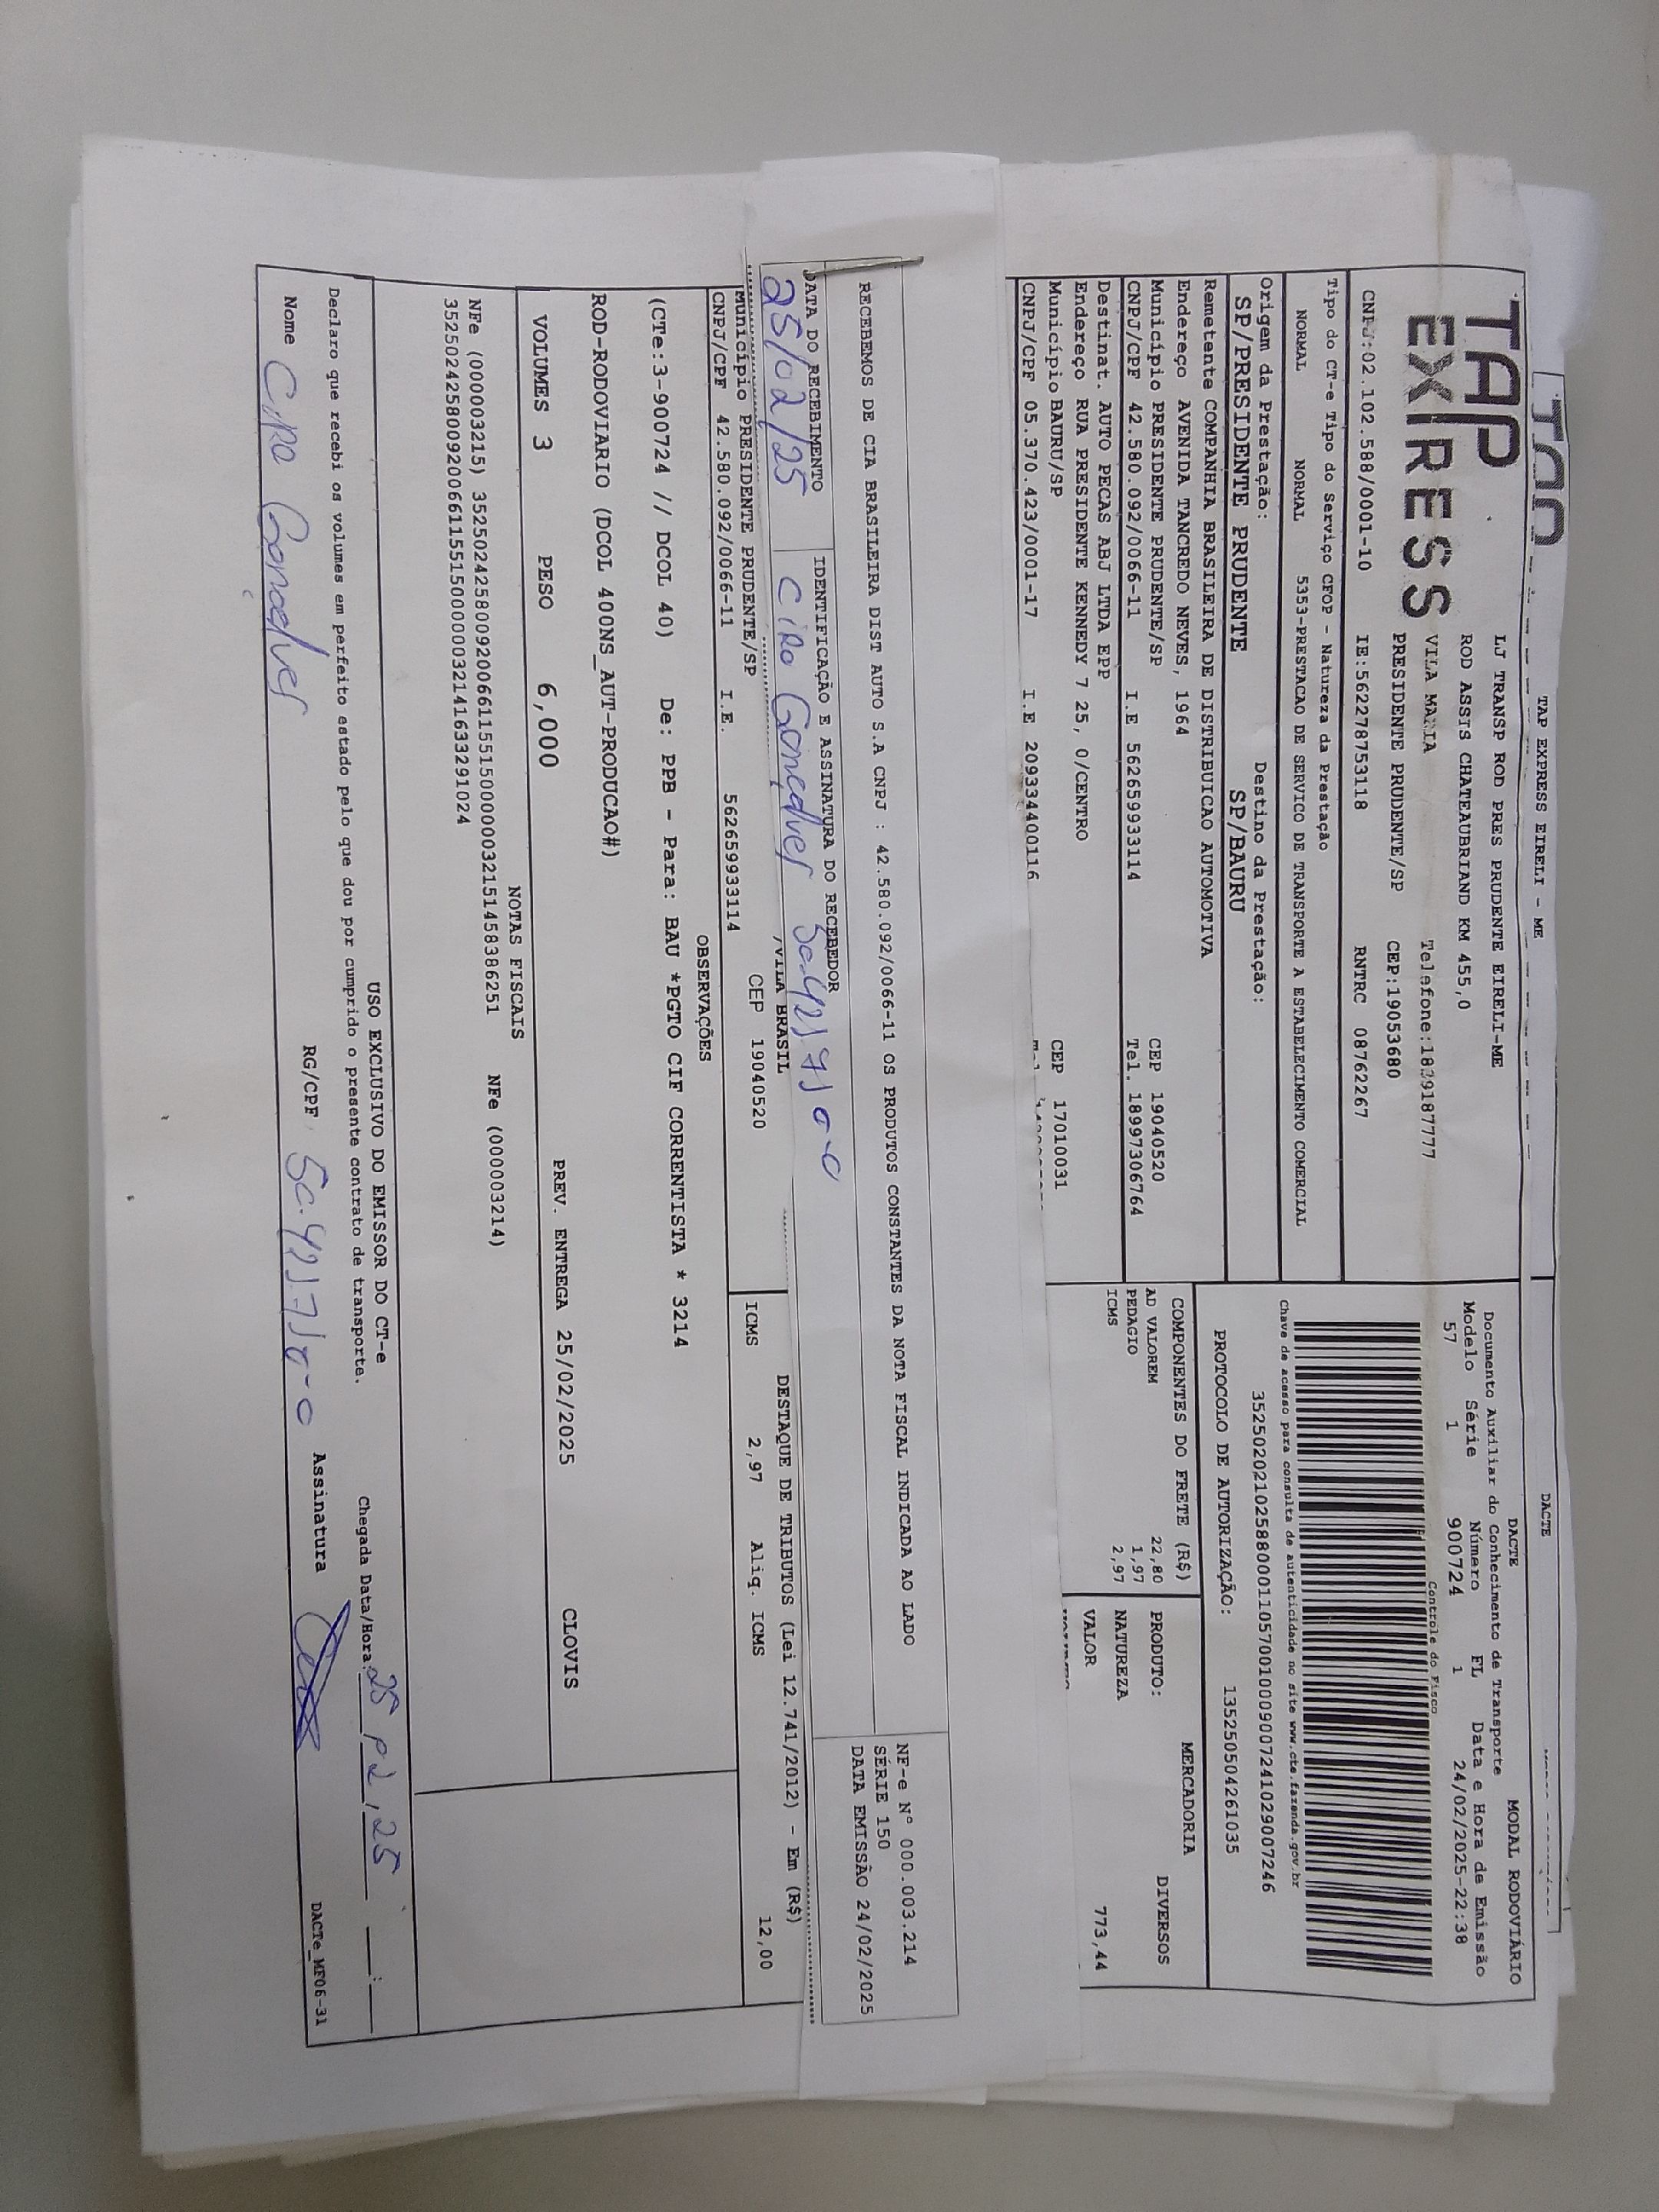 TAP EXPRESS EIRELI - ME
DACTE
TAP
EXPRESS
LJ TRANSP ROD PRES PRUDENTE EIRELI-ME
ROD ASSIS CHATEAUBRIAND KM 455,0
VILA MARIA
Telefone:1839187777
PRESIDENTE PRUDENTE/SP
CEP:19053680
CNPJ:02.102.588/0001-10
IE:562278753118
RNTRC 08762267
DACTE
MODAL RODOVIÁRIO
Documento Auxiliar do Conhecimento de Transporte
Modelo Série Número FL Data e Hora de Emissão
57 1 900724 1 24/02/2025-22:38
Controle do Fisco
Chave de acesso para consulta de autenticidade no site www.cte.fazenda.gov.br
35250202102588000110570010009007241029007246
PROTOCOLO DE AUTORIZAÇÃO: 135250504261035
Tipo do CT-e Tipo do Serviço CFOP - Natureza da Prestação
NORMAL NORMAL 5353-PRESTACAO DE SERVICO DE TRANSPORTE A ESTABELECIMENTO COMERCIAL
Origem da Prestação: Destino da Prestação:
SP/PRESIDENTE PRUDENTE SP/BAURU
Remetente COMPANHIA BRASILEIRA DE DISTRIBUICAO AUTOMOTIVA
Endereço AVENIDA TANCREDO NEVES, 1964
Município PRESIDENTE PRUDENTE/SP CEP 19040520
CNPJ/CPF 42.580.092/0066-11 I.E 562659933114 Tel. 18997306764
Destinat. AUTO PECAS ABJ LTDA EPP
Endereço RUA PRESIDENTE KENNEDY 7 25, 0/CENTRO
Município BAURU/SP CEP 17010031
CNPJ/CPF 05.370.423/0001-17 I.E 209334400116
COMPONENTES DO FRETE (R$)
AD VALOREM 22,80
PEDAGIO 1,97
ICMS 2,97
MERCADORIA
PRODUTO: DIVERSOS
NATUREZA
VALOR 773,44
RECEBEMOS DE CIA BRASILEIRA DIST AUTO S.A CNPJ : 42.580.092/0066-11 OS PRODUTOS CONSTANTES DA NOTA FISCAL INDICADA AO LADO
NF-e Nº 000.003.214
SÉRIE 150
DATA EMISSÃO 24/02/2025
DATA DO RECEBIMENTO IDENTIFICAÇÃO E ASSINATURA DO RECEBEDOR
25/02/25 Ciro Gonçalves
/VILA BRASIL
Município PRESIDENTE PRUDENTE/SP CEP 19040520
CNPJ/CPF 42.580.092/0066-11 I.E. 562659933114
DESTAQUE DE TRIBUTOS (Lei 12.741/2012) - Em (R$)
ICMS 2,97 Aliq. ICMS 12,00
OBSERVAÇÕES
(CTe:3-900724 // DCOL 40) De: PPB - Para: BAU *PGTO CIF CORRENTISTA * 3214
ROD-RODOVIARIO (DCOL 400NS_AUT-PRODUCAO#)
VOLUMES 3 PESO 6,000 PREV. ENTREGA 25/02/2025 CLOVIS
NOTAS FISCAIS
NFe (000003215) 35250242580092006611551500000032151458386251 NFe (000003214)
35250242580092006611551500000032141633291024
USO EXCLUSIVO DO EMISSOR DO CT-e
Declaro que recebi os volumes em perfeito estado pelo que dou por cumprido o presente contrato de transporte.
Chegada Data/Hora: 25 02 25 __:__
Nome Ciro Gonçalves RG/CPF Assinatura
DACTe_MF06-31